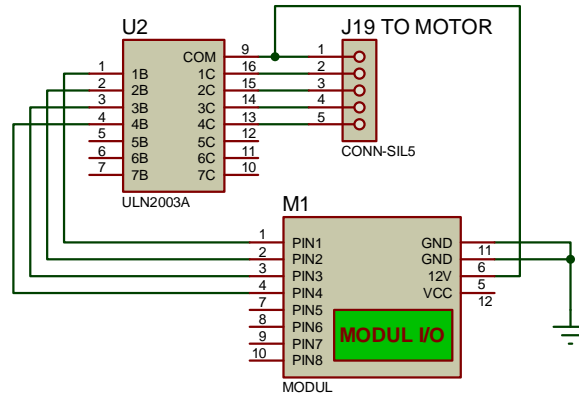 U2
J19 TO MOTOR
COM 9 1
1 1B 1C 16 2
2 2B 2C 15 3
3 3B 3C 14 4
4 4B 4C 13 5
5 5B 5C 12
6 6B 6C 11
7 7B 7C 10
ULN2003A
CONN-SIL5
M1
1 PIN1 GND
2 PIN2 GND 11
3 PIN3 12V 6
4 PIN4 VCC 5
7 PIN5 12
8 PIN6
9 PIN7
10 PIN8
MODUL I/O
MODUL